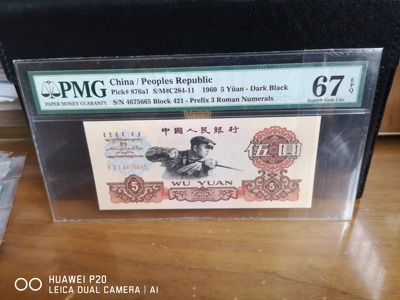 PMG
PAPER MONEY GUARANTY
China / Peoples Republic
Pick# 876a1 S/M#C284-11 1960 5 Yüan - Dark Black
S/N 4675665 Block 421 - Prefix 3 Roman Numerals
67 EPQ
Superb Gem Unc
中国人民银行
伍圆
5
WU YUAN
5
HUAWEI P20
LEICA DUAL CAMERA | AI